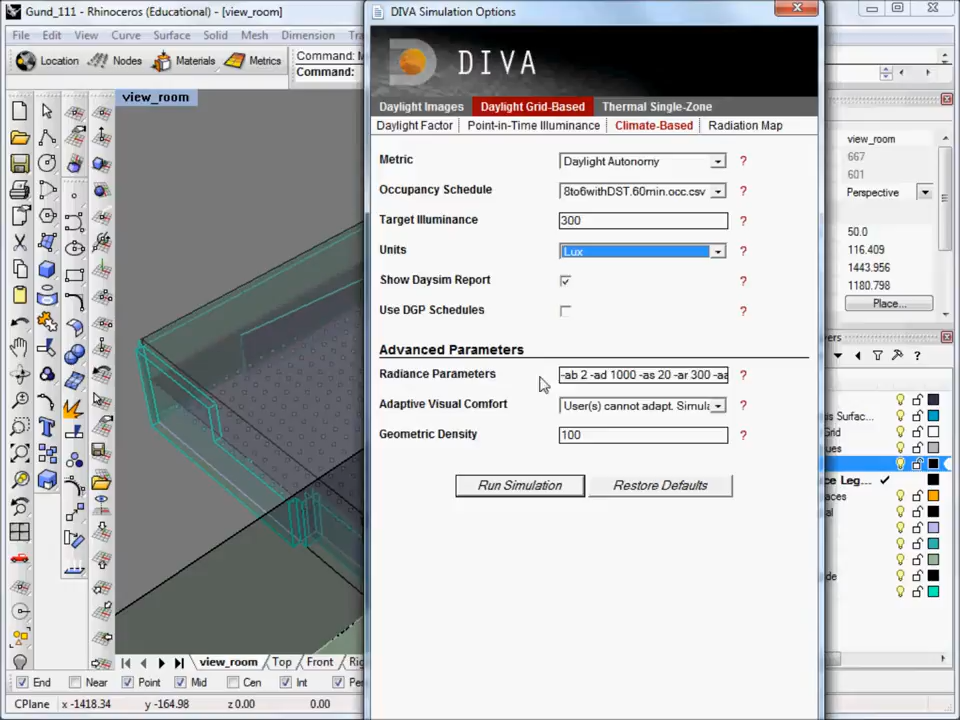 Gund_111 - Rhinoceros (Educational) - [view_room]
File Edit View Curve Surface Solid Mesh Dimension
Location Nodes Materials Metrics
Command:
Command:
view_room
DIVA Simulation Options
DIVA
Daylight Images Daylight Grid-Based Thermal Single-Zone
Daylight Factor Point-in-Time Illuminance Climate-Based Radiation Map
Metric Daylight Autonomy ?
Occupancy Schedule 8to6withDST.60min.occ.csv ?
Target Illuminance 300 ?
Units Lux ?
Show Daysim Report ?
Use DGP Schedules ?
Advanced Parameters
Radiance Parameters -ab 2 -ad 1000 -as 20 -ar 300 -aa ?
Adaptive Visual Comfort User(s) cannot adapt. Simula ?
Geometric Density 100 ?
Run Simulation Restore Defaults
view_room
667
601
Perspective
50.0
116.409
1443.956
1180.798
Place...
view_room Top Front
End Near Point Mid Cen Int
CPlane x -1418.34 y -164.98 z 0.00 0.00